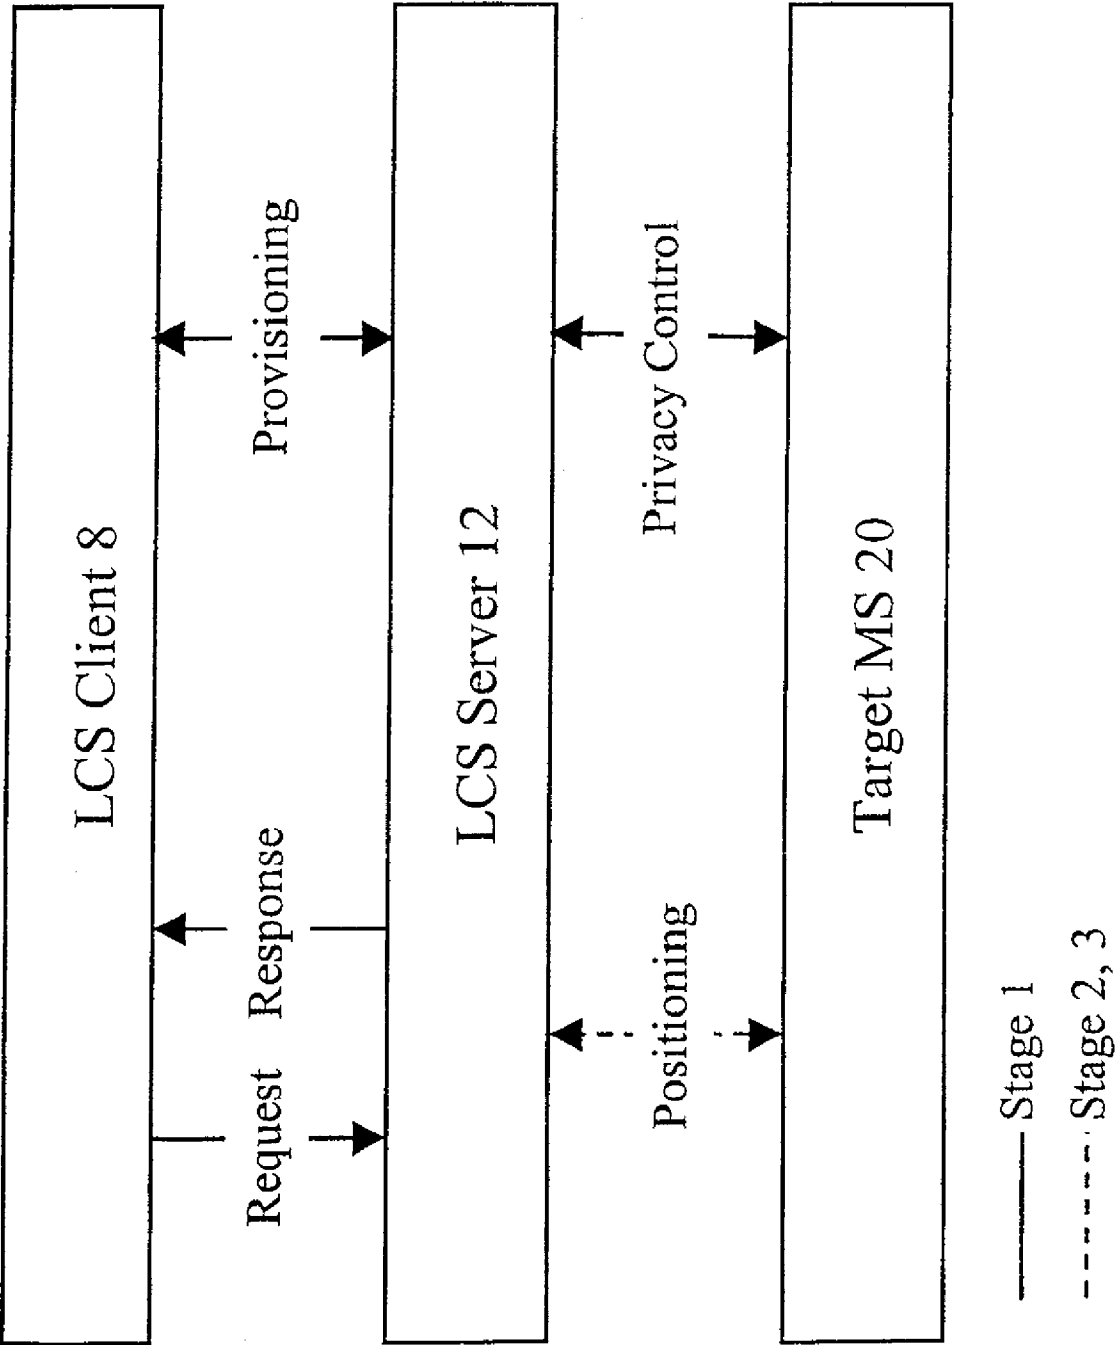 LCS Client 8
Request
Response
Provisioning
LCS Server 12
Positioning
Privacy Control
Target MS 20
Stage 1
Stage 2, 3